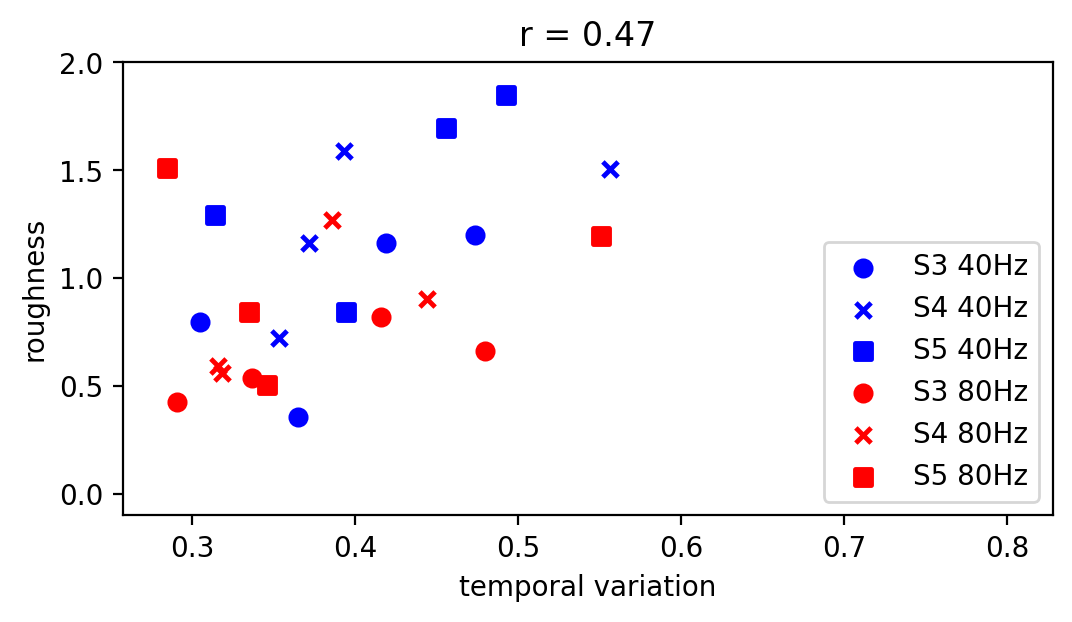 r = 0.47
2.0
1.5
1.0
0.5
0.0
roughness
0.3 0.4 0.5 0.6 0.7 0.8
temporal variation
S3 40Hz
S4 40Hz
S5 40Hz
S3 80Hz
S4 80Hz
S5 80Hz